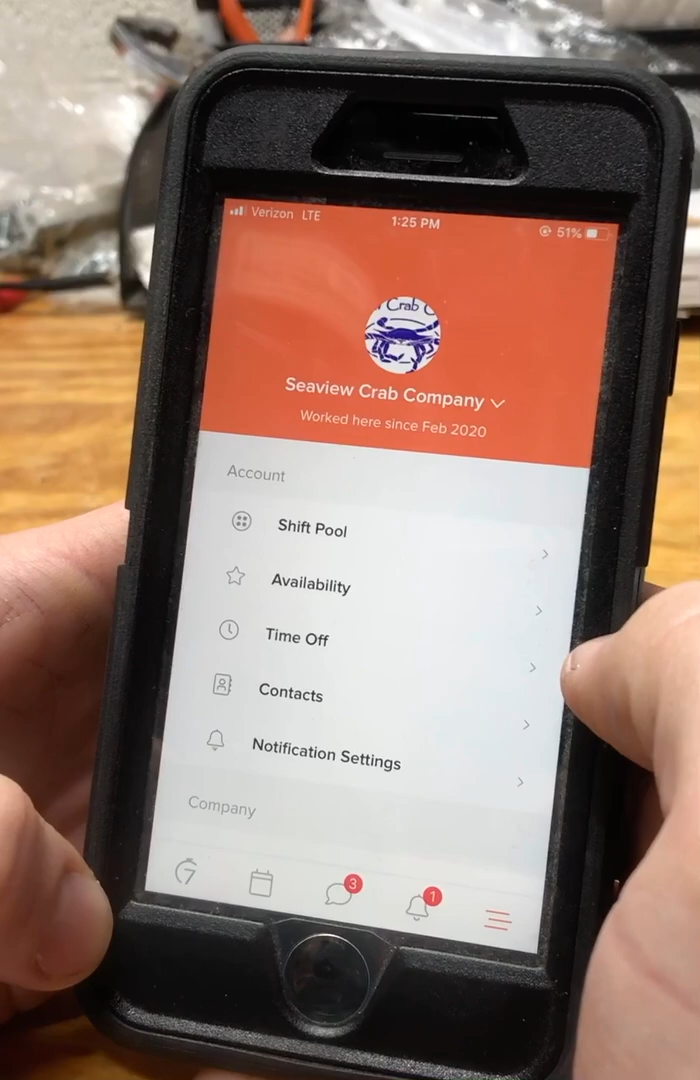 Verizon LTE
1:25 PM
51%
Crab
Seaview Crab Company
Worked here since Feb 2020
Account
Shift Pool
Availability
Time Off
Contacts
Notification Settings
Company
7
3
1